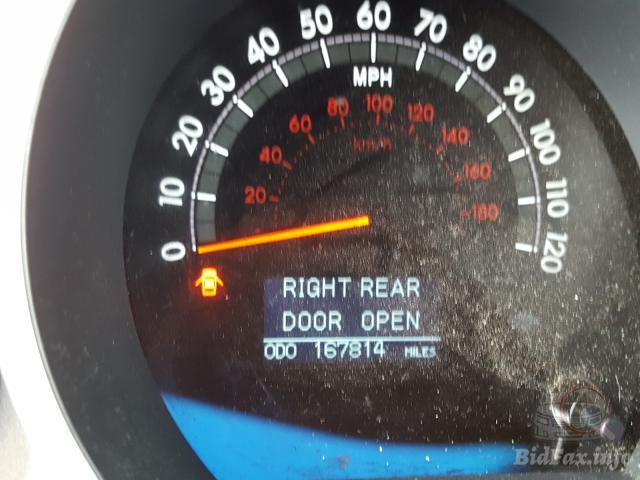 0 10 20 30 40 50 60 70 80 90 100 110 120
MPH
20 40 60 80 100 120 140 160 180
km/h
RIGHT REAR
DOOR OPEN
ODO 167814 MILES
BidFax.info